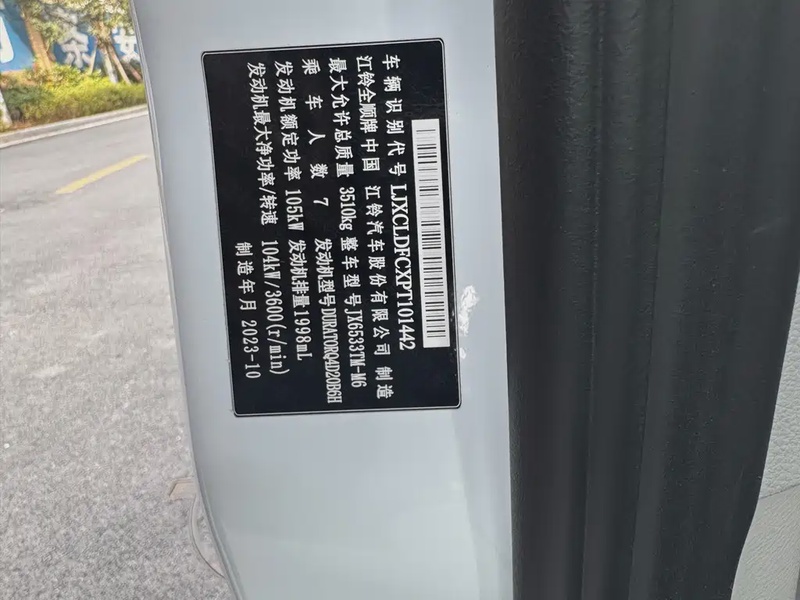 车辆识别代号 LJXCLDFCXPT101442
江铃全顺牌 中国 江铃汽车股份有限公司 制造
最大允许总质量 3510kg 整车型号 JX6533TM-M6
乘车人数 7 发动机型号 DURATORQ4D20B6H
发动机额定功率 105kW 发动机排量 1998mL
发动机最大净功率/转速 104kW/3600(r/min)
制造年月 2023-10